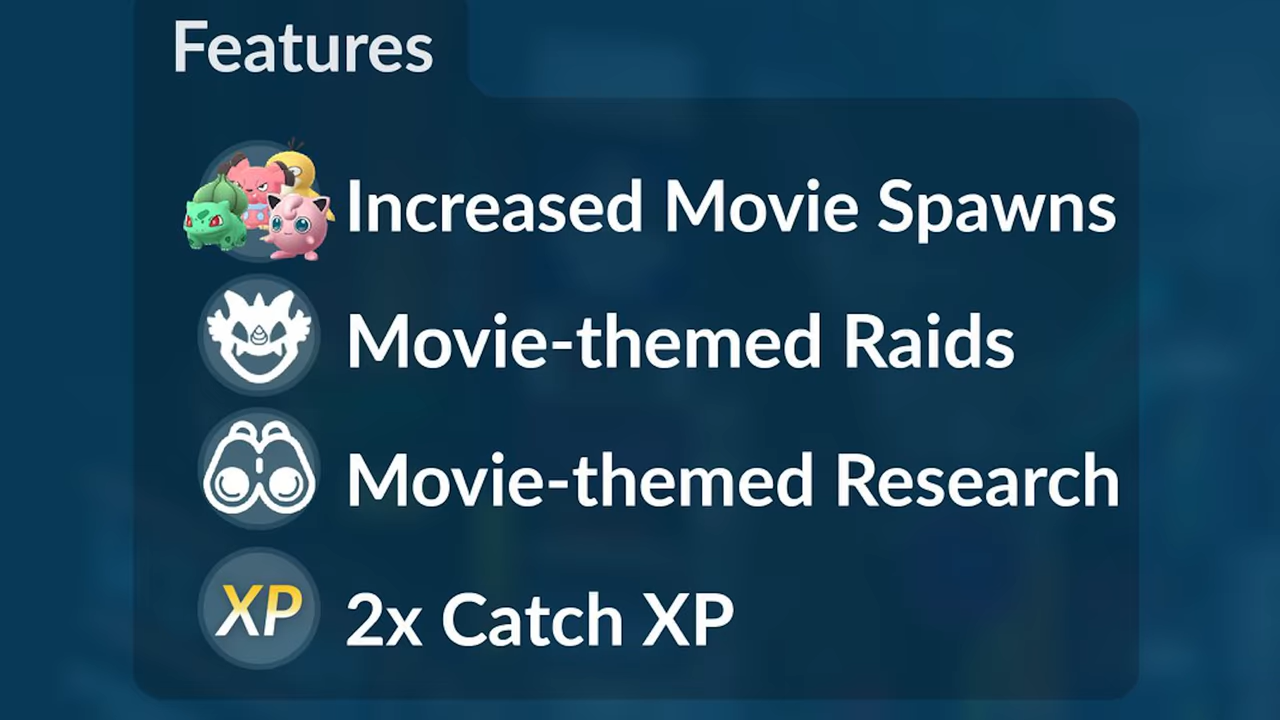 Features
Increased Movie Spawns
Movie-themed Raids
Movie-themed Research
XP 2x Catch XP